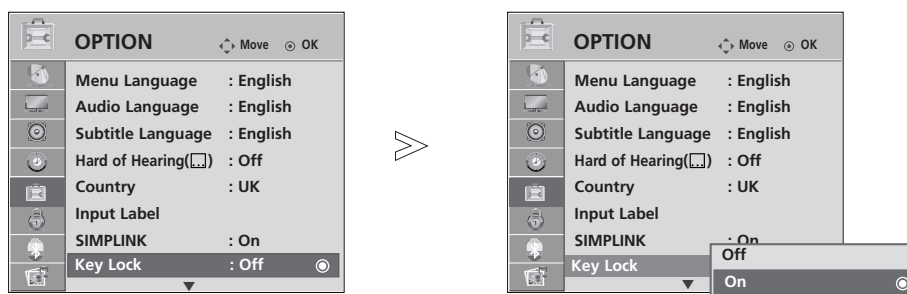 OPTION Move OK
Menu Language : English
Audio Language : English
Subtitle Language : English
Hard of Hearing( ) : Off
Country : UK
Input Label
SIMPLINK : On
Key Lock : Off
OPTION Move OK
Menu Language : English
Audio Language : English
Subtitle Language : English
Hard of Hearing( ) : Off
Country : UK
Input Label
SIMPLINK : On
Key Lock
Off
On